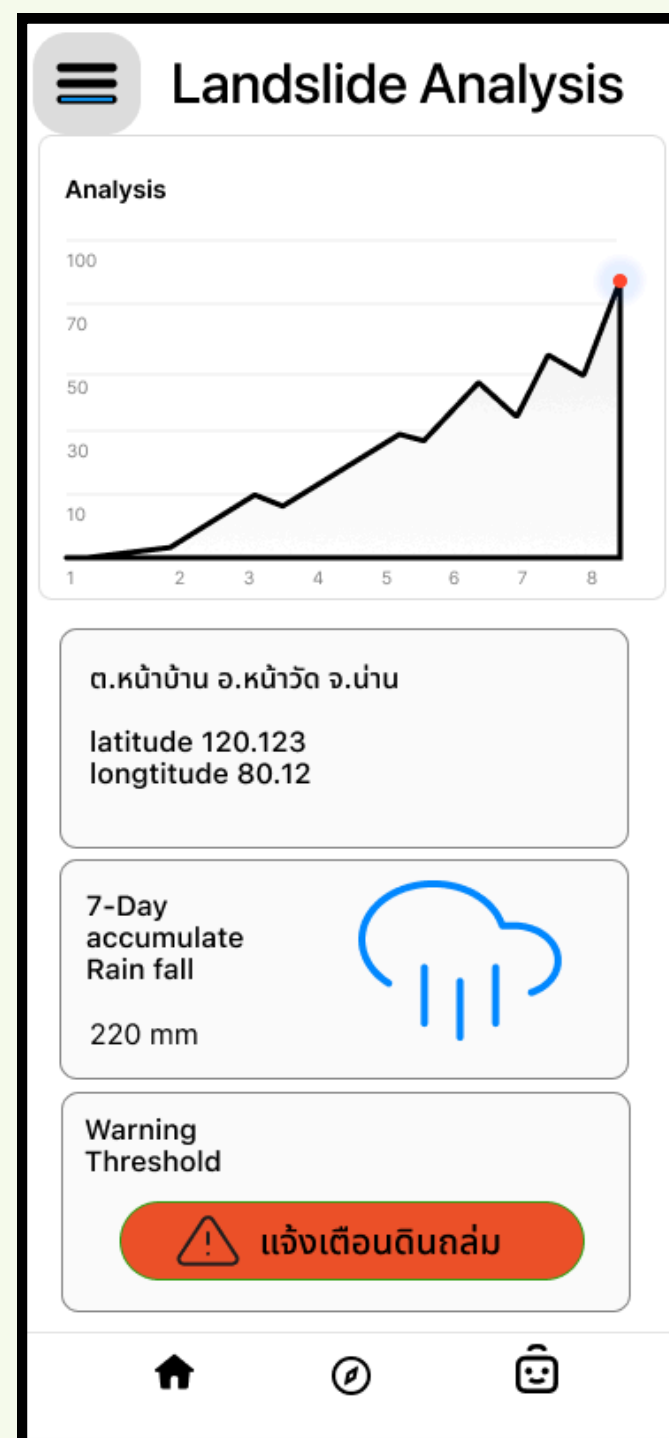 Landslide Analysis
Analysis
100
70
50
30
10
1 2 3 4 5 6 7 8
ต.หน้าบ้าน อ.หน้าวัด จ.น่าน
latitude 120.123
longtitude 80.12
7-Day
accumulate
Rain fall
220 mm
Warning
Threshold
แจ้งเตือนดินถล่ม